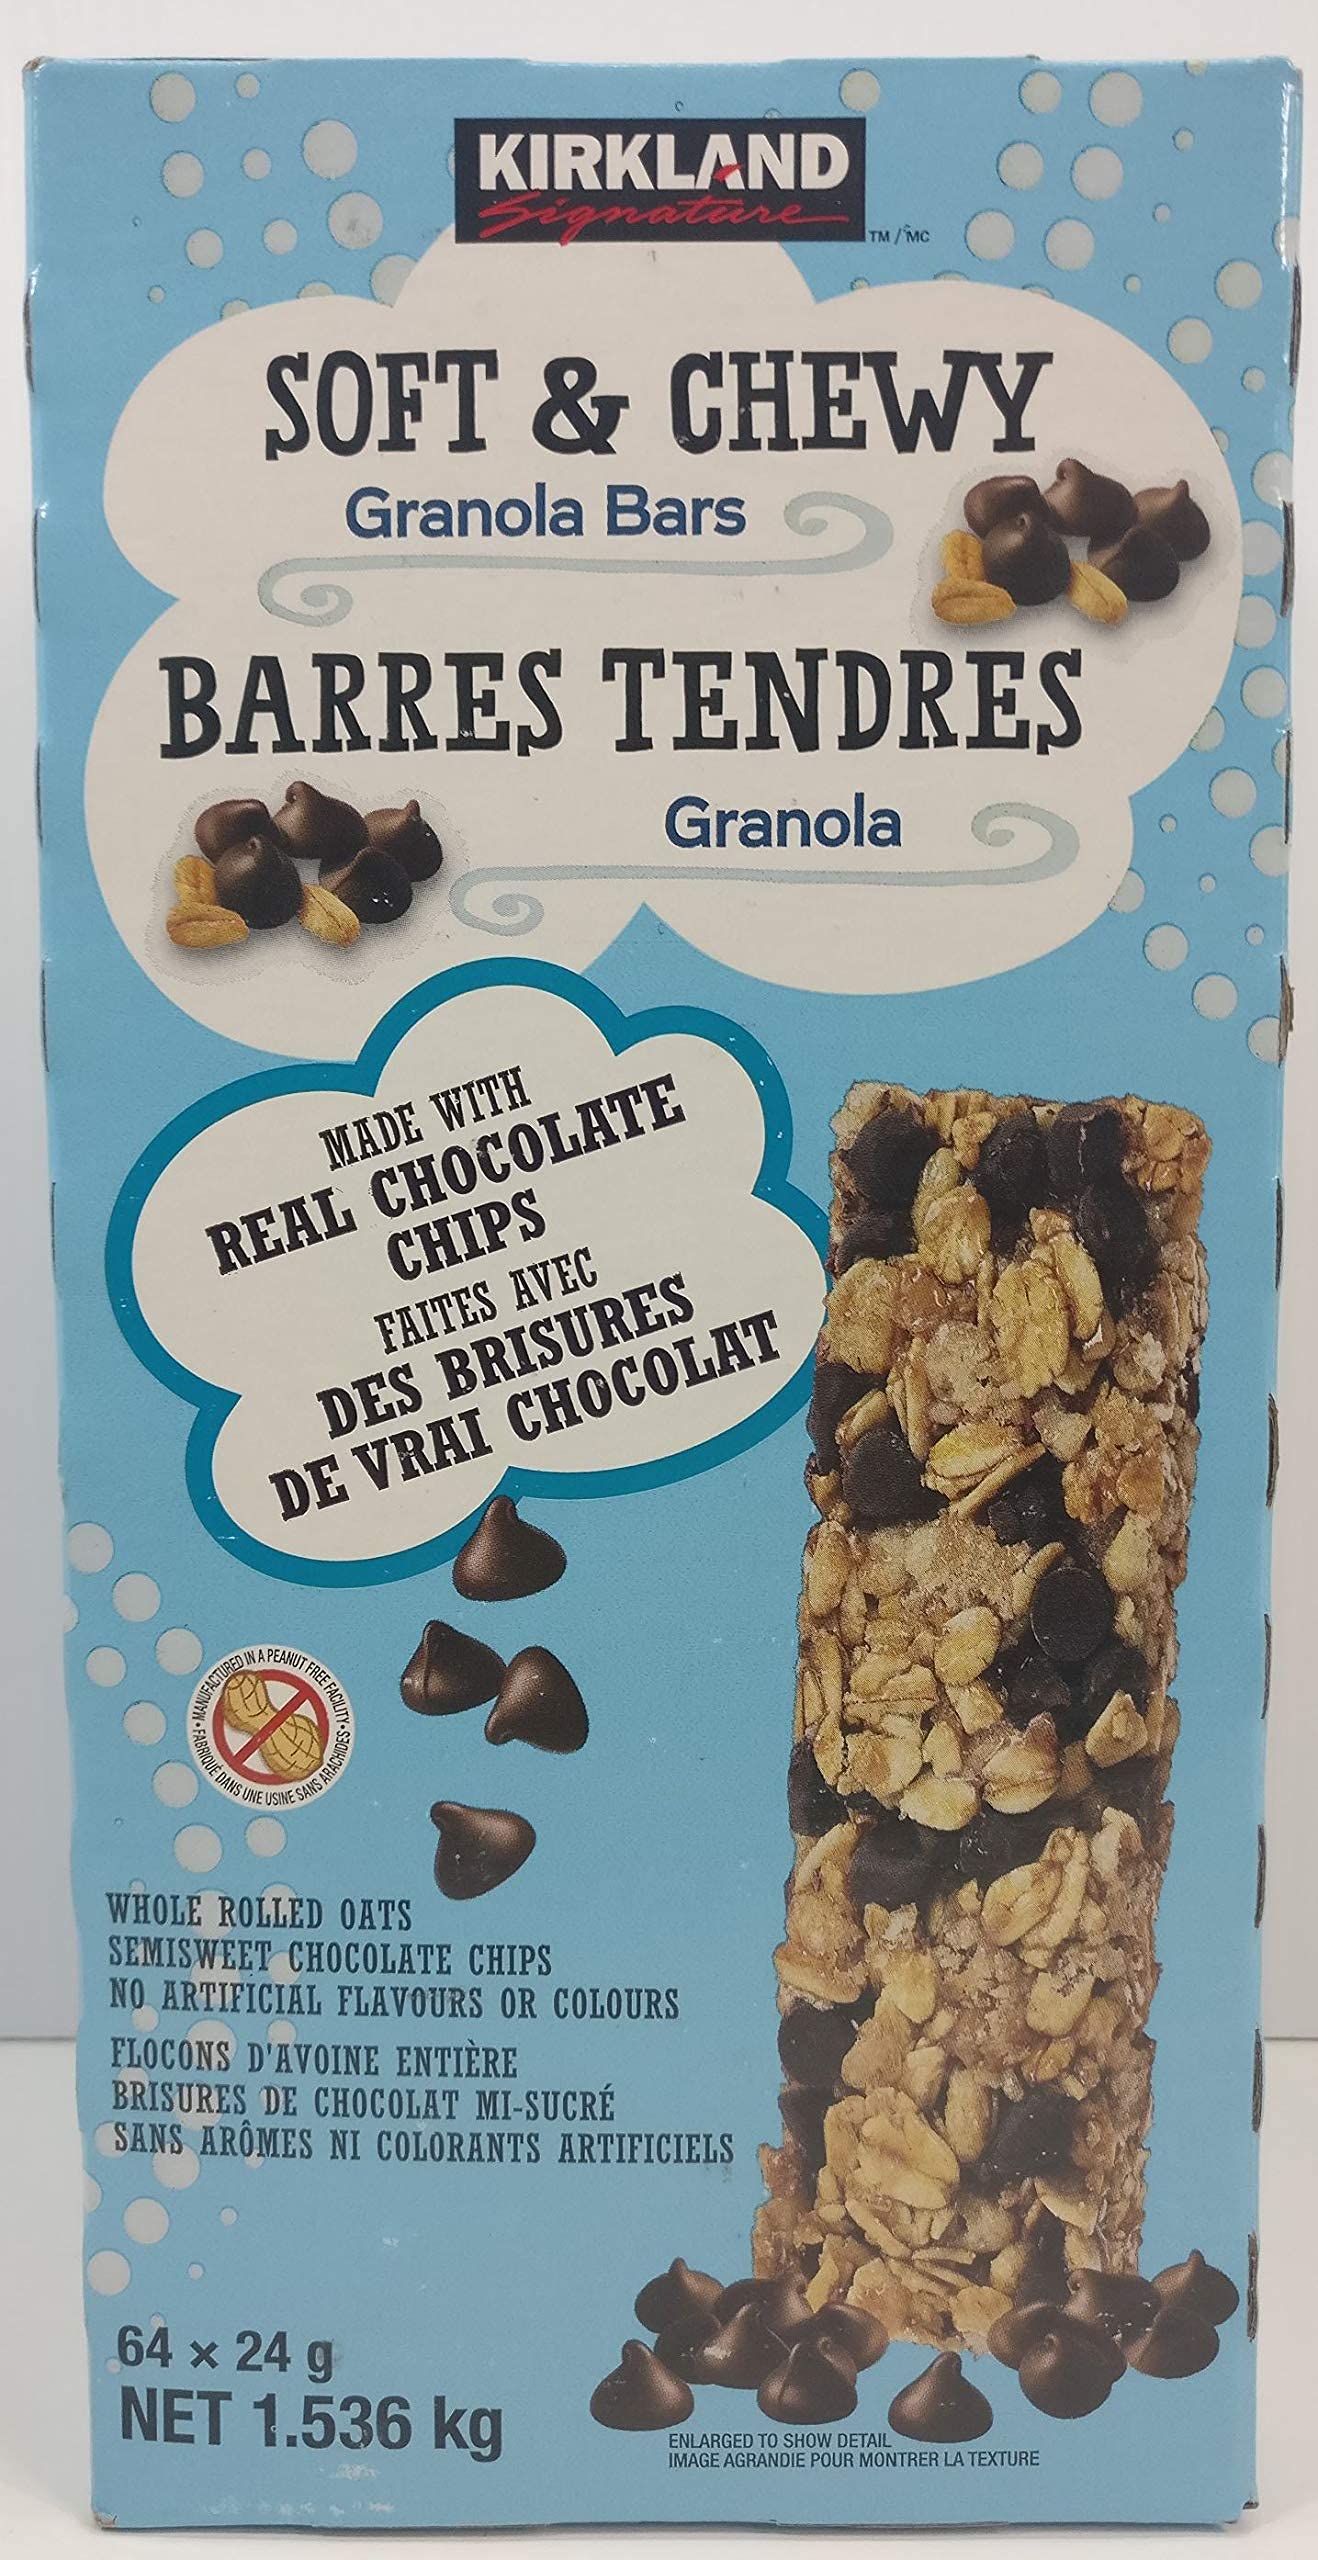 KIRKLAND
Signature
TM/MC
SOFT & CHEWY
Granola Bars
BARRES TENDRES
Granola
MADE WITH
REAL CHOCOLATE
CHIPS
FAITES AVEC
DES BRISURES
DE VRAI CHOCOLAT
• MANUFACTURED IN A PEANUT FREE FACILITY •
FABRIQUÉ DANS UNE USINE SANS ARACHIDES
WHOLE ROLLED OATS
SEMISWEET CHOCOLATE CHIPS
NO ARTIFICIAL FLAVOURS OR COLOURS
FLOCONS D'AVOINE ENTIÈRE
BRISURES DE CHOCOLAT MI-SUCRÉ
SANS ARÔMES NI COLORANTS ARTIFICIELS
64 × 24 g
NET 1.536 kg
ENLARGED TO SHOW DETAIL
IMAGE AGRANDIE POUR MONTRER LA TEXTURE